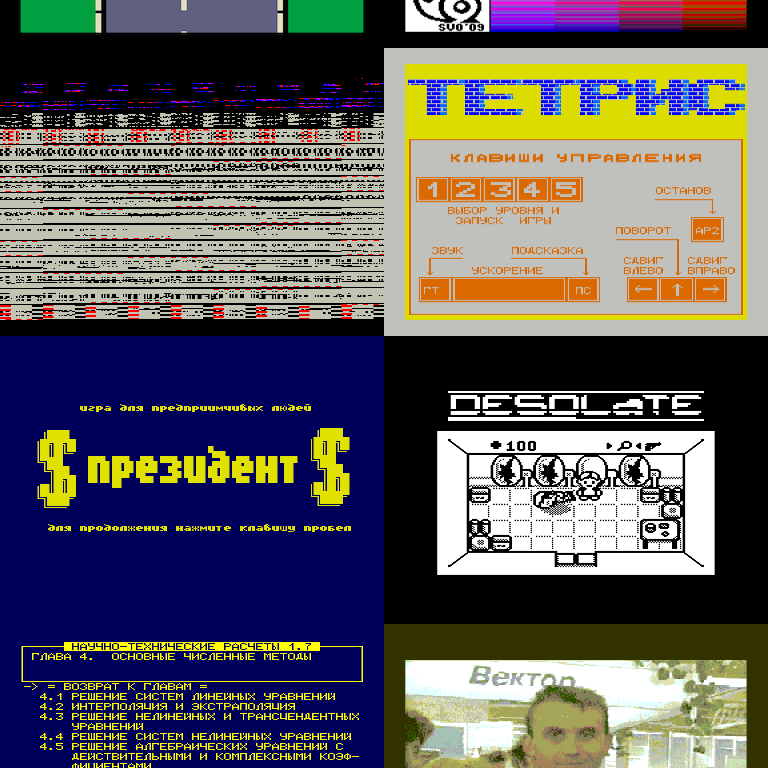 SVO'09
ТЕТРИС
КЛАВИШИ УПРАВЛЕНИЯ
1 2 3 4 5
ВЫБОР УРОВНЯ И
ЗАПУСК ИГРЫ
ОСТАНОВ
АР2
ПОВОРОТ
ЗВУК
ПОДСКАЗКА
УСКОРЕНИЕ
СДВИГ
ВЛЕВО
СДВИГ
ВПРАВО
ГТ
ПС
← ↑ →
игра для предприимчивых людей
$ президент $
для продолжения нажмите клавишу пробел
DESOLATE
100
НАУЧНО-ТЕХНИЧЕСКИЕ РАСЧЕТЫ 1.7
ГЛАВА 4. ОСНОВНЫЕ ЧИСЛЕННЫЕ МЕТОДЫ
-> = ВОЗВРАТ К ГЛАВАМ =
4.1 РЕШЕНИЕ СИСТЕМ ЛИНЕЙНЫХ УРАВНЕНИЙ
4.2 ИНТЕРПОЛЯЦИЯ И ЭКСТРАПОЛЯЦИЯ
4.3 РЕШЕНИЕ НЕЛИНЕЙНЫХ И ТРАНСЦЕНДЕНТНЫХ
УРАВНЕНИЙ
4.4 РЕШЕНИЕ СИСТЕМ НЕЛИНЕЙНЫХ УРАВНЕНИЙ
4.5 РЕШЕНИЕ АЛГЕБРАИЧЕСКИХ УРАВНЕНИЙ С
ДЕЙСТВИТЕЛЬНЫМИ И КОМПЛЕКСНЫМИ КОЭФ-
ФИЦИЕНТАМИ
Вектор